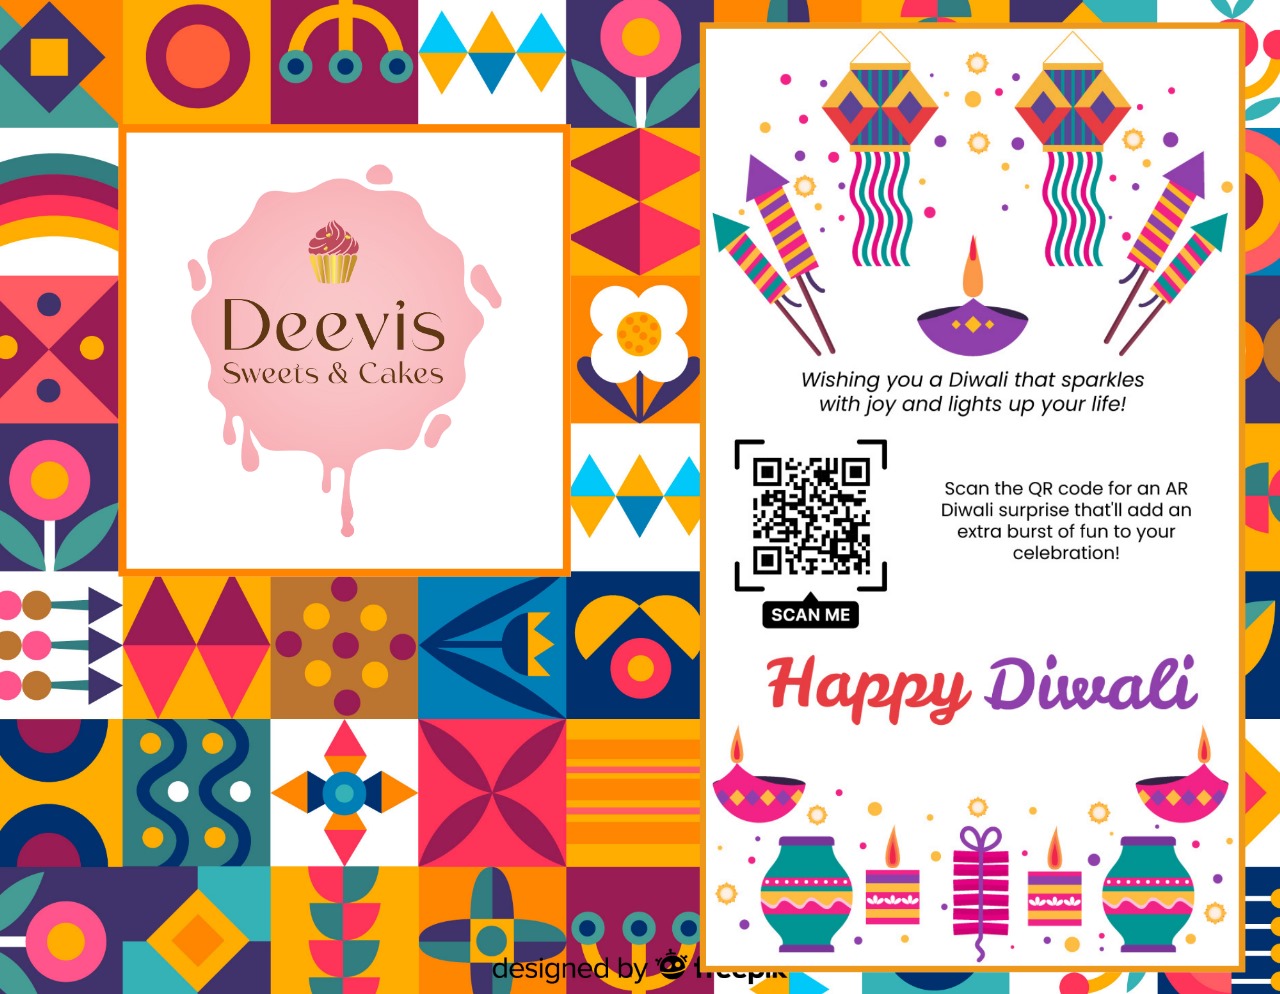 Deevis
Sweets & Cakes
Wishing you a Diwali that sparkles
with joy and lights up your life!
Scan the QR code for an AR
Diwali surprise that'll add an
extra burst of fun to your
celebration!
SCAN ME
Happy Diwali
designed by freepik